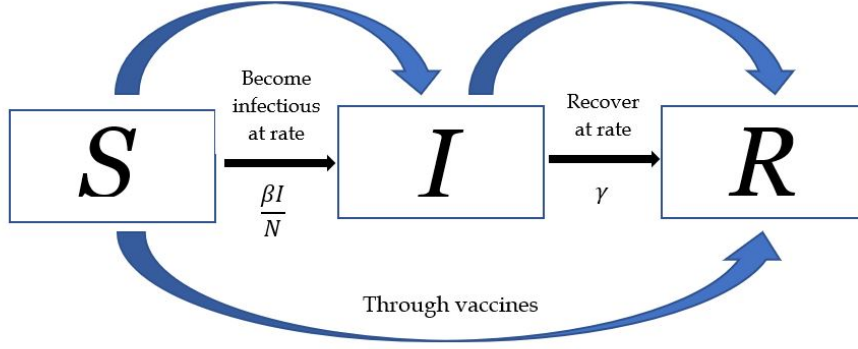 Become
infectious
at rate
Recover
at rate
S
I
R
βI
N
γ
Through vaccines